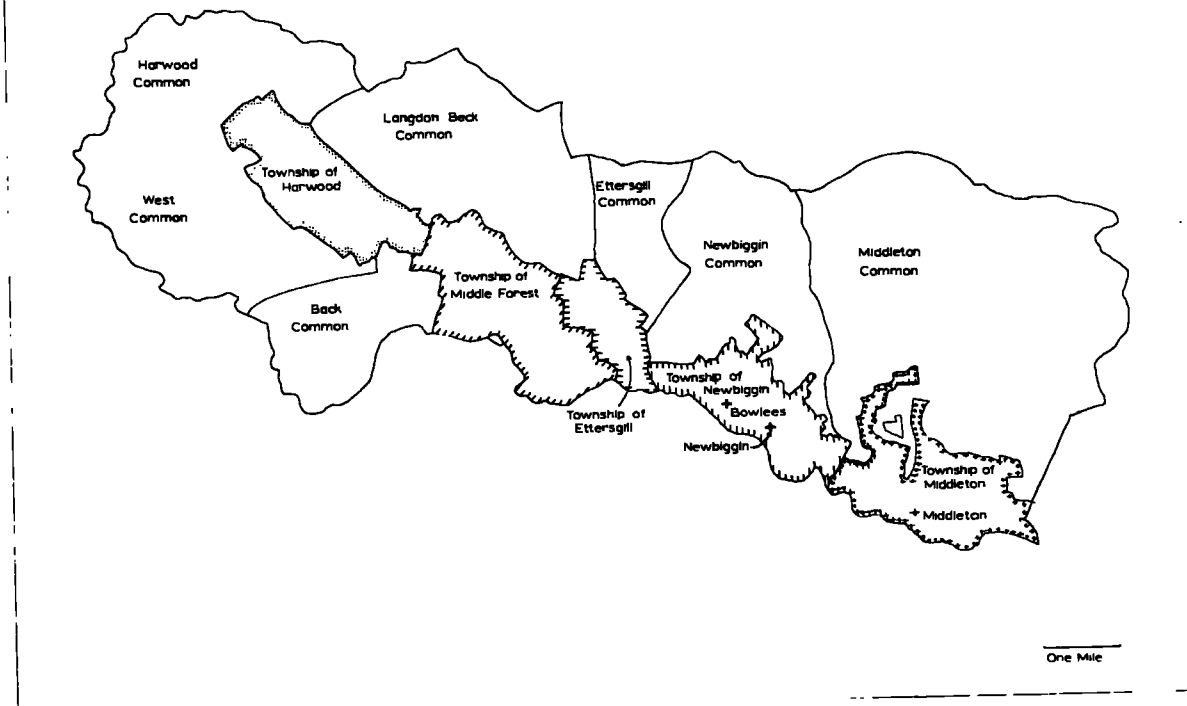 Harwood
Common
Langdon Beck
Common
Township of
Harwood
Ettersgill
Common
West
Common
Newbiggin
Common
Middleton
Common
Township of
Middle Forest
Back
Common
Township of
Newbiggin
Bowlees
Township of
Ettersgill
Newbiggin
Township of
Middleton
Middleton
One Mile